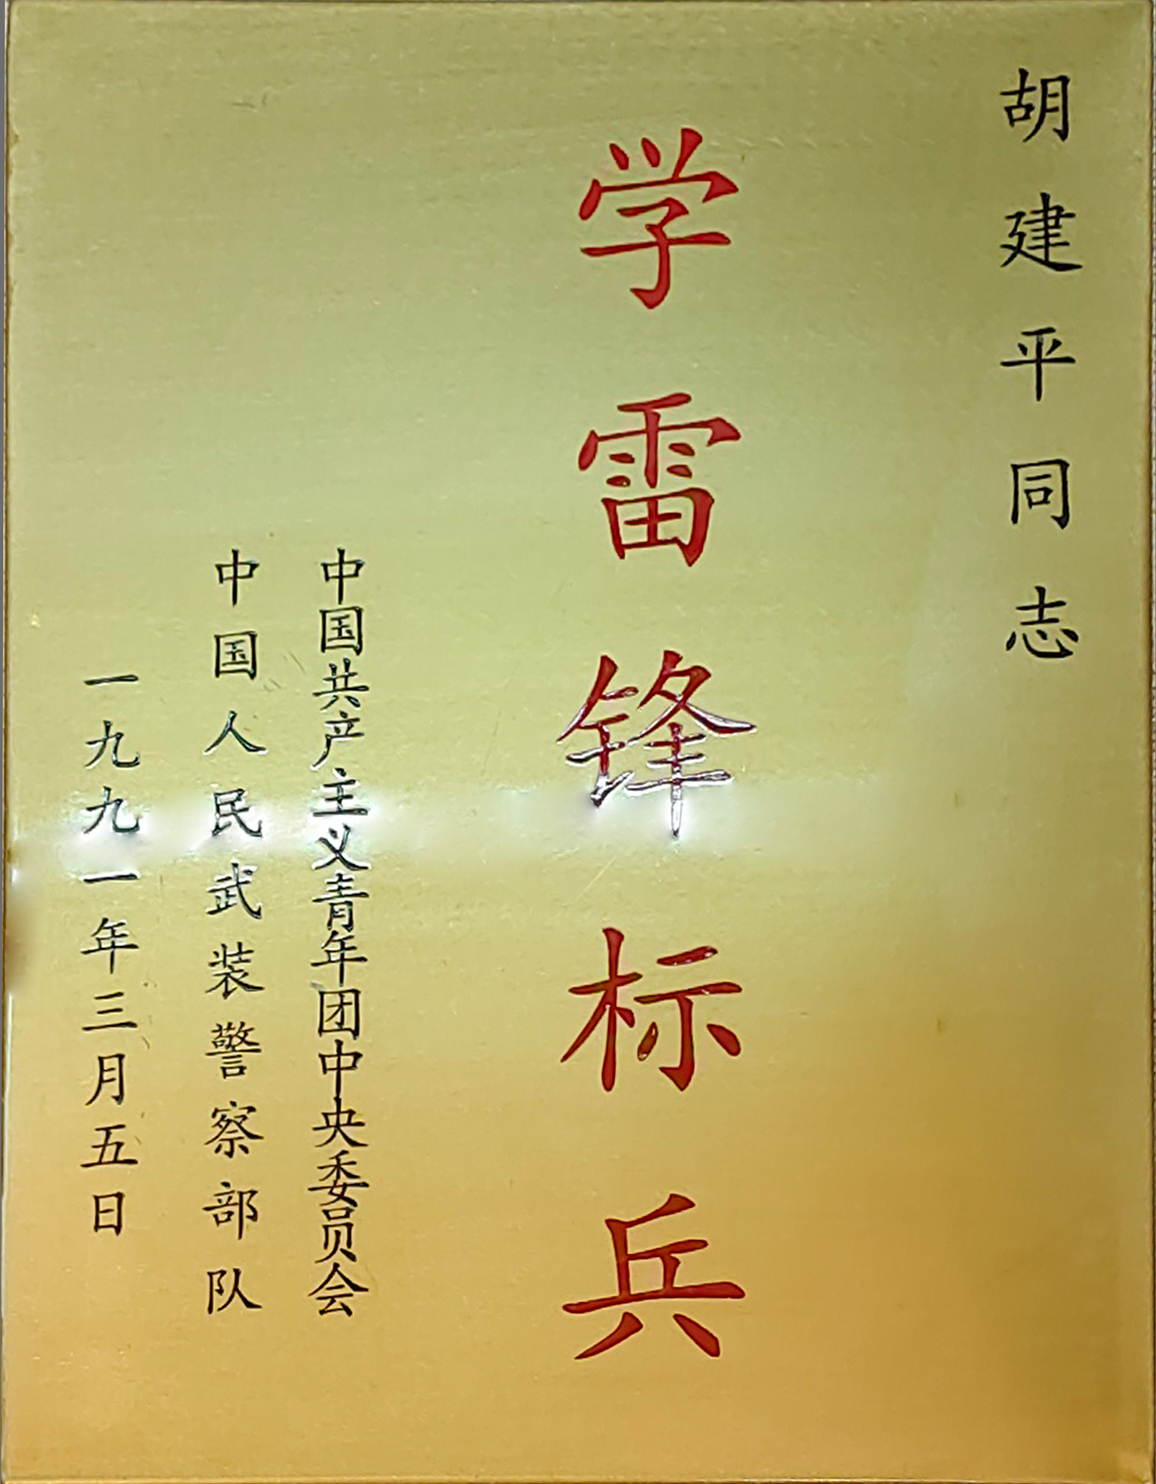 胡建平同志
学雷锋标兵
中国共产主义青年团中央委员会
中国人民武装警察部队
一九九一年三月五日